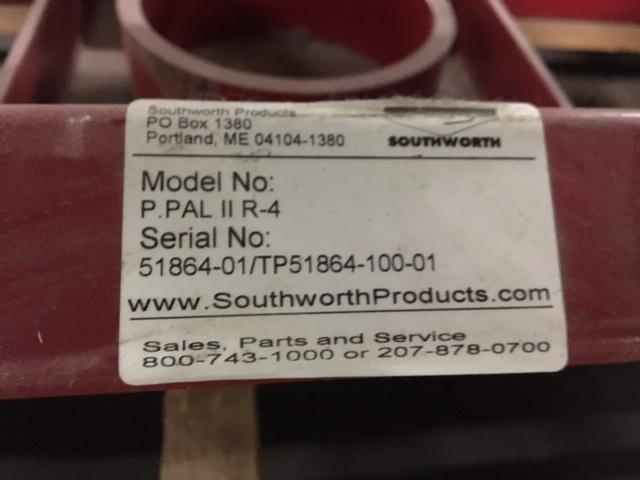 Southworth Products
PO Box 1380
Portland, ME 04104-1380
SOUTHWORTH
Model No:
P.PAL II R-4
Serial No:
51864-01/TP51864-100-01
www.SouthworthProducts.com
Sales, Parts and Service
800-743-1000 or 207-878-0700